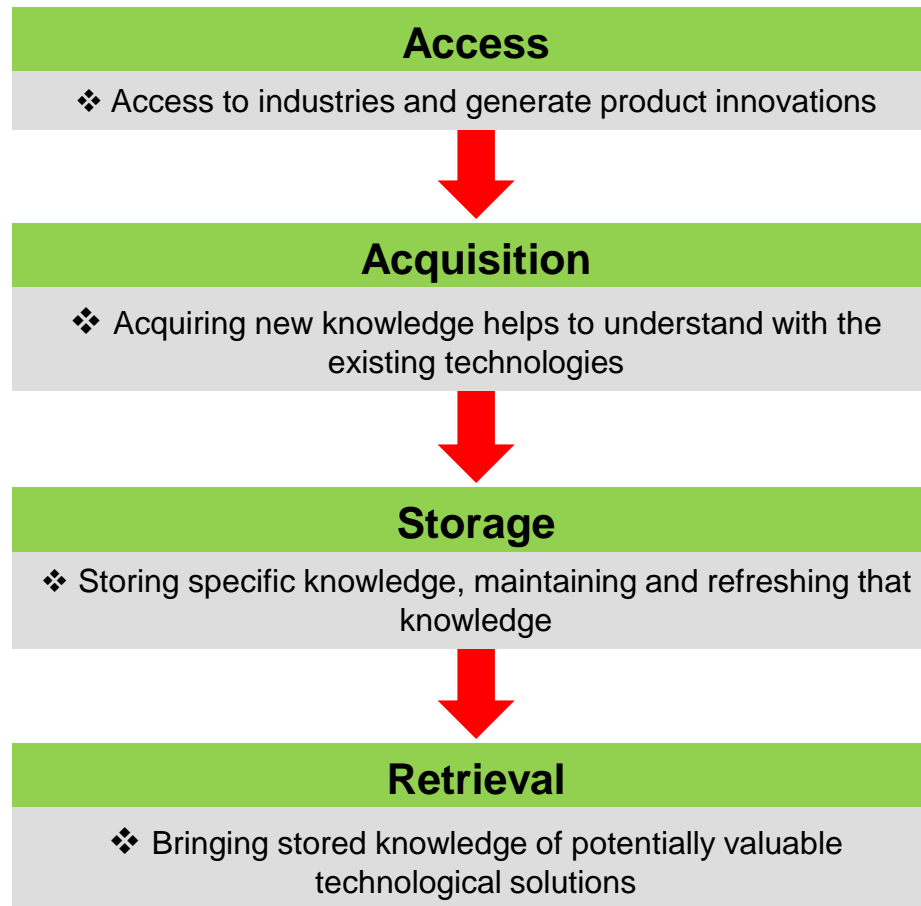 Access
❖ Access to industries and generate product innovations
Acquisition
❖ Acquiring new knowledge helps to understand with the
existing technologies
Storage
❖ Storing specific knowledge, maintaining and refreshing that
knowledge
Retrieval
❖ Bringing stored knowledge of potentially valuable
technological solutions